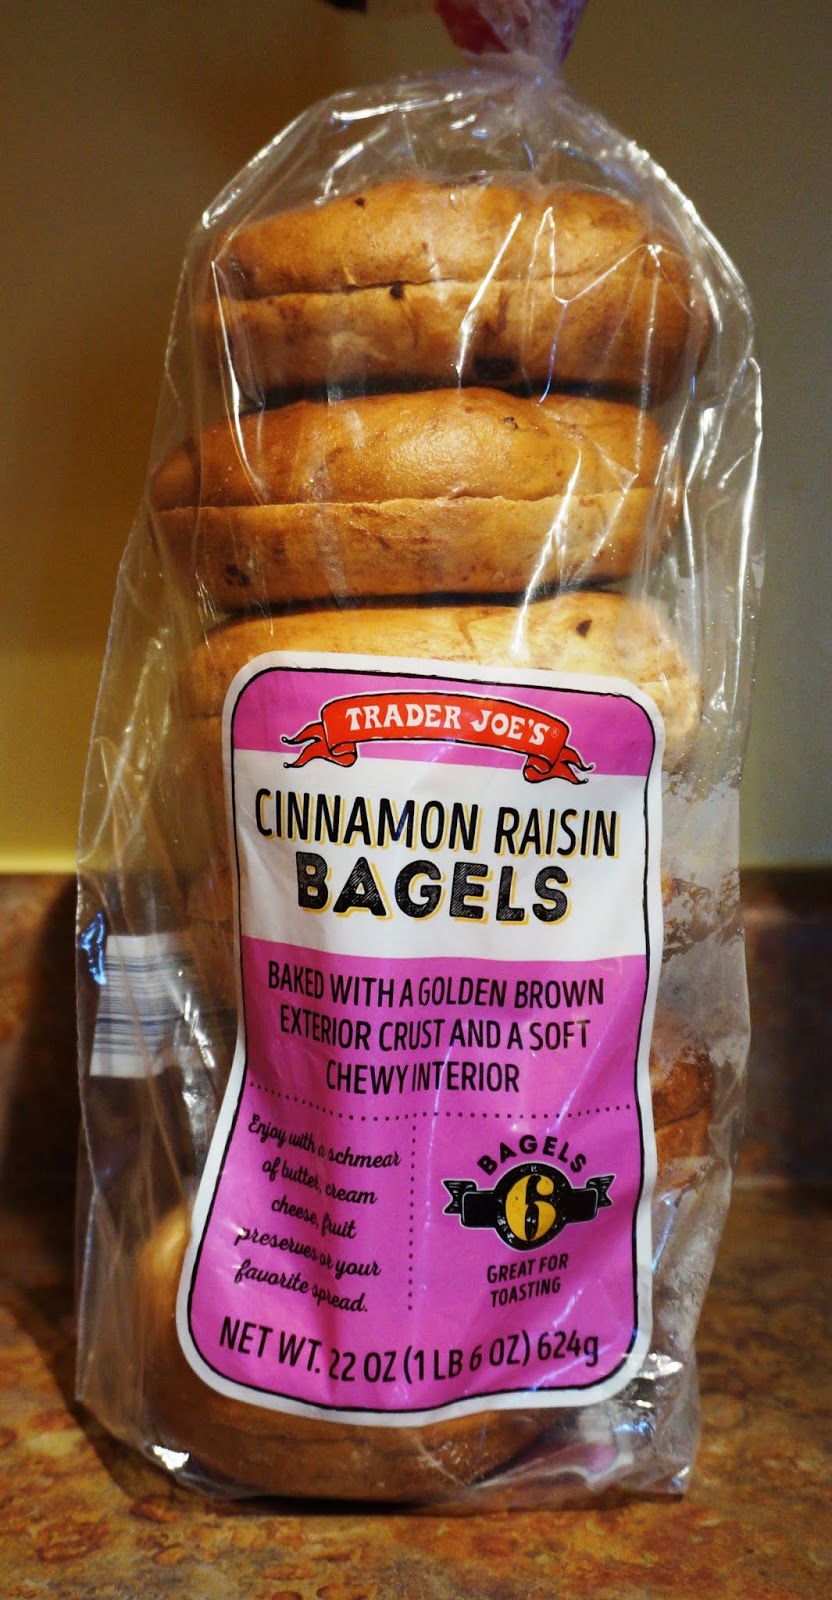 TRADER JOE'S®
CINNAMON RAISIN
BAGELS
BAKED WITH A GOLDEN BROWN
EXTERIOR CRUST AND A SOFT
CHEWY INTERIOR
Enjoy with a schmear
of butter, cream
cheese, fruit
preserves or your
favorite spread.
BAGELS
6
GREAT FOR
TOASTING
NET WT. 22 OZ (1 LB 6 OZ) 624g